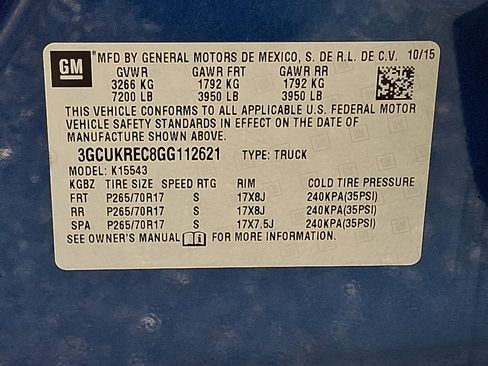 GM MFD BY GENERAL MOTORS DE MEXICO, S. DE R.L. DE C.V. 10/15
GVWR GAWR FRT GAWR RR
3266 KG 1792 KG 1792 KG
7200 LB 3950 LB 3950 LB
THIS VEHICLE CONFORMS TO ALL APPLICABLE U.S. FEDERAL MOTOR
VEHICLE SAFETY STANDARDS IN EFFECT ON THE DATE OF
MANUFACTURE SHOWN ABOVE.
3GCUKREC8GG112621 TYPE: TRUCK
MODEL: K15543
KGBZ TIRE SIZE SPEED RTG RIM COLD TIRE PRESSURE
FRT P265/70R17 S 17X8J 240KPA(35PSI)
RR P265/70R17 S 17X8J 240KPA(35PSI)
SPA P265/70R17 S 17X7.5J 240KPA(35PSI)
SEE OWNER'S MANUAL FOR MORE INFORMATION.